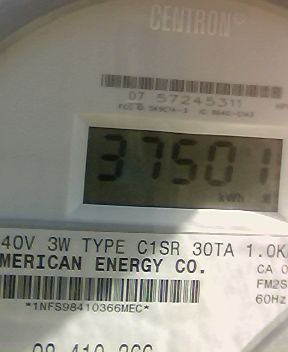 CENTRON®
07 57245311
37501
kWh
40V 3W TYPE C1SR 30TA 1.0K
MERICAN ENERGY CO. CA 0
FM2S
*1NFS98410366MEC* 60Hz